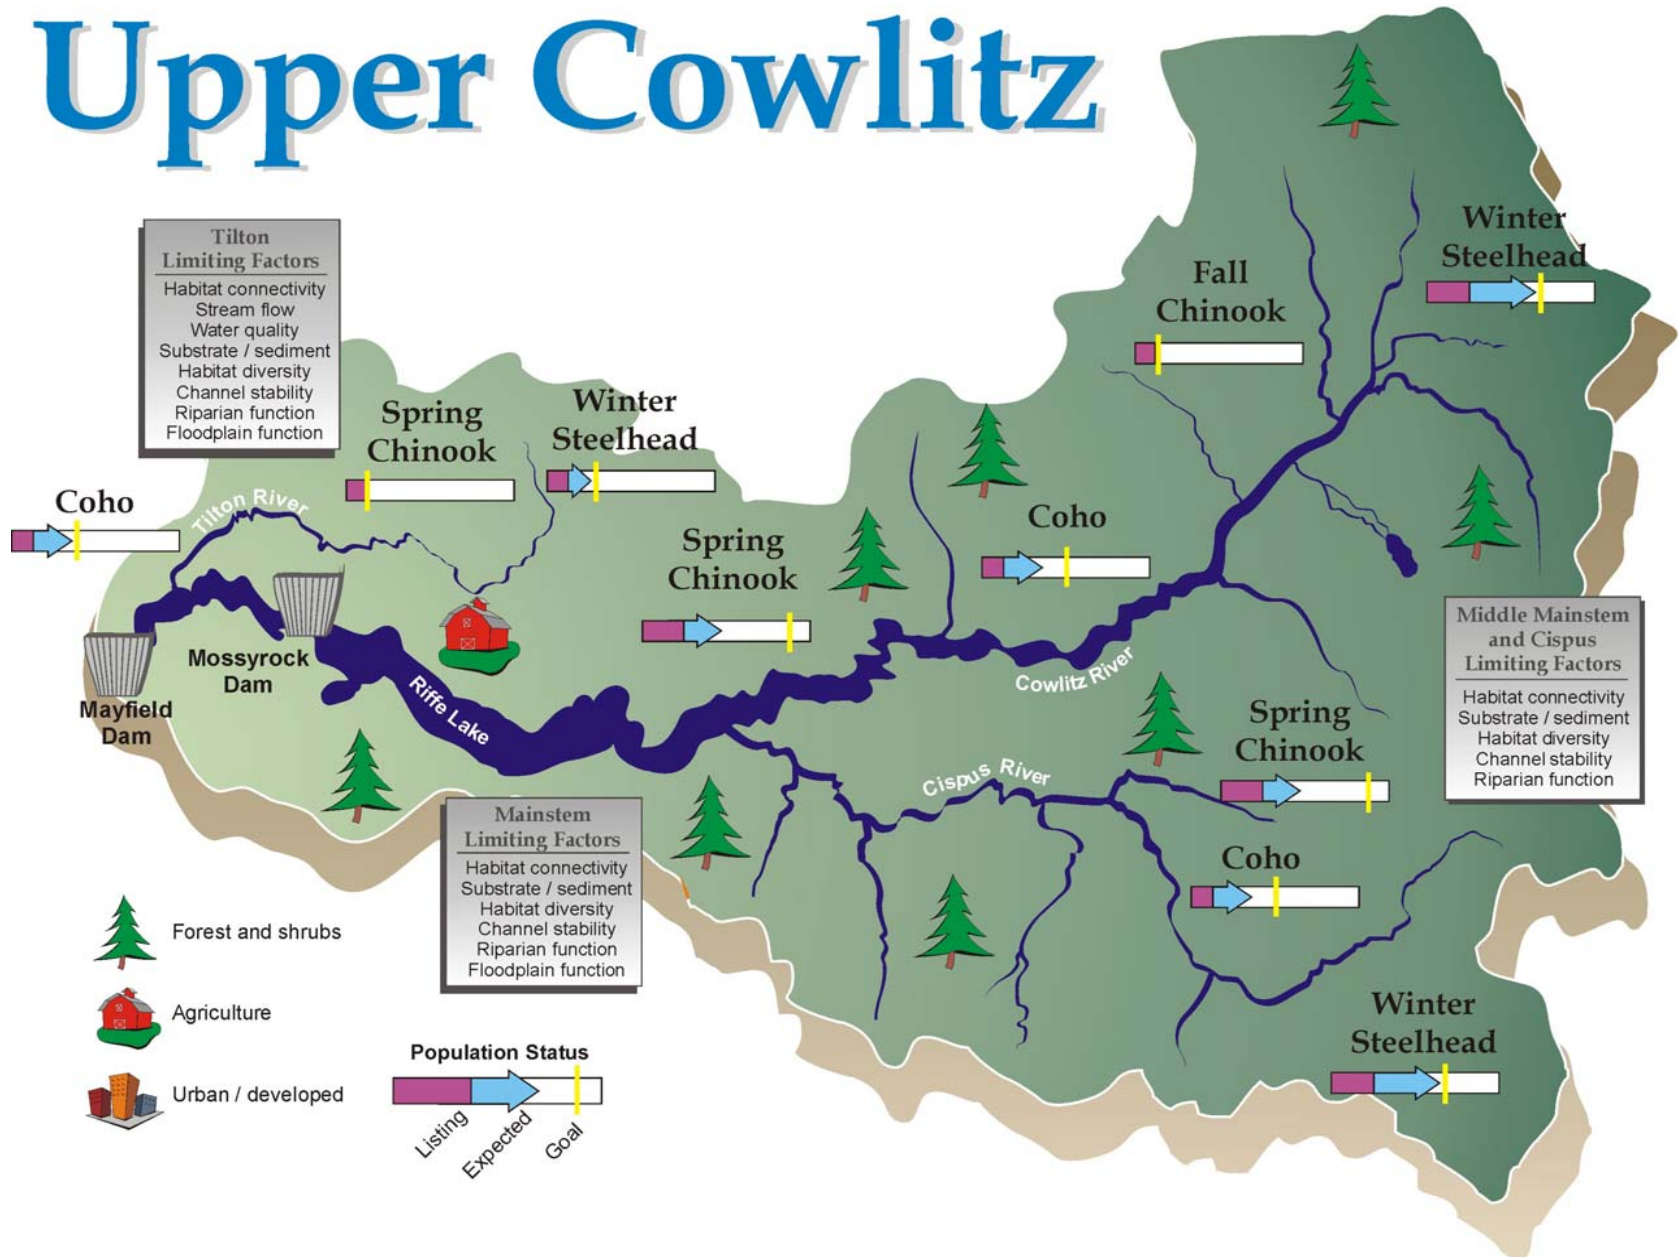 Upper Cowlitz
Tilton
Limiting Factors
Habitat connectivity
Stream flow
Water quality
Substrate / sediment
Habitat diversity
Channel stability
Riparian function
Floodplain function
Winter
Steelhead
Fall
Chinook
Spring
Chinook
Winter
Steelhead
Coho
Tilton River
Spring
Chinook
Coho
Mossyrock
Dam
Mayfield
Dam
Riffe Lake
Cowlitz River
Middle Mainstem
and Cispus
Limiting Factors
Habitat connectivity
Substrate / sediment
Habitat diversity
Channel stability
Riparian function
Spring
Chinook
Cispus River
Coho
Mainstem
Limiting Factors
Habitat connectivity
Substrate / sediment
Habitat diversity
Channel stability
Riparian function
Floodplain function
Winter
Steelhead
Forest and shrubs
Agriculture
Urban / developed
Population Status
Listing
Expected
Goal